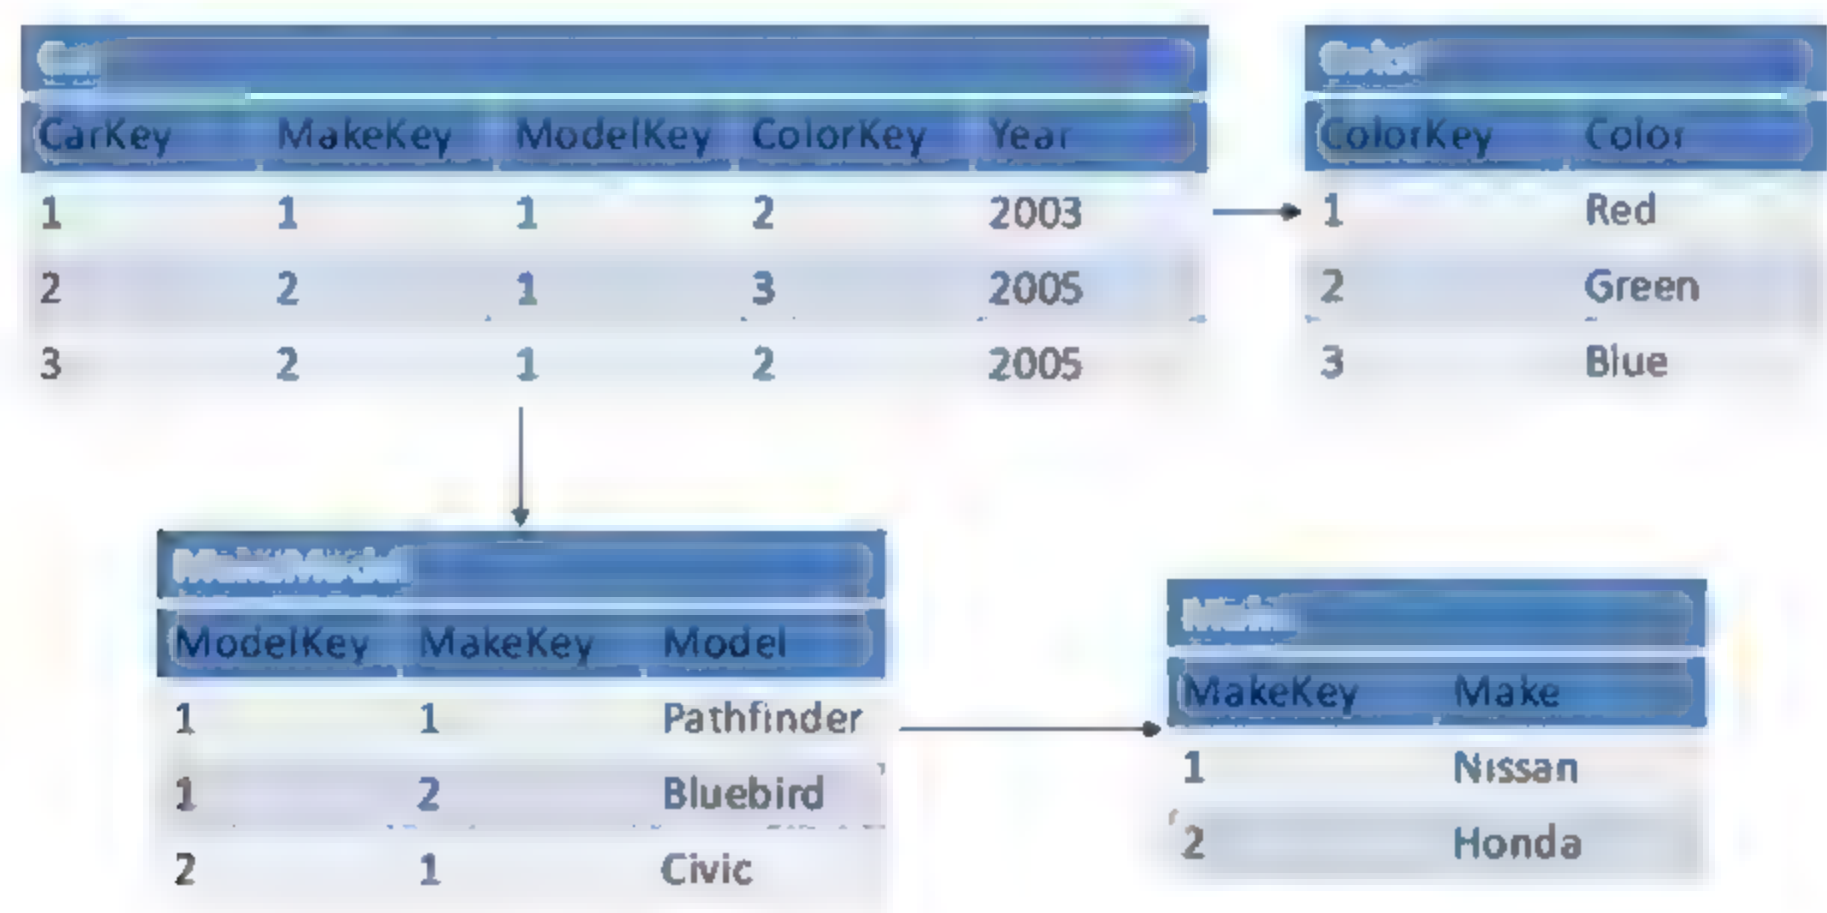 CarKey MakeKey ModelKey ColorKey Year
1 1 1 2 2003
2 2 1 3 2005
3 2 1 2 2005
ColorKey Color
1 Red
2 Green
3 Blue
ModelKey MakeKey Model
1 1 Pathfinder
1 2 Bluebird
2 1 Civic
MakeKey Make
1 Nissan
2 Honda